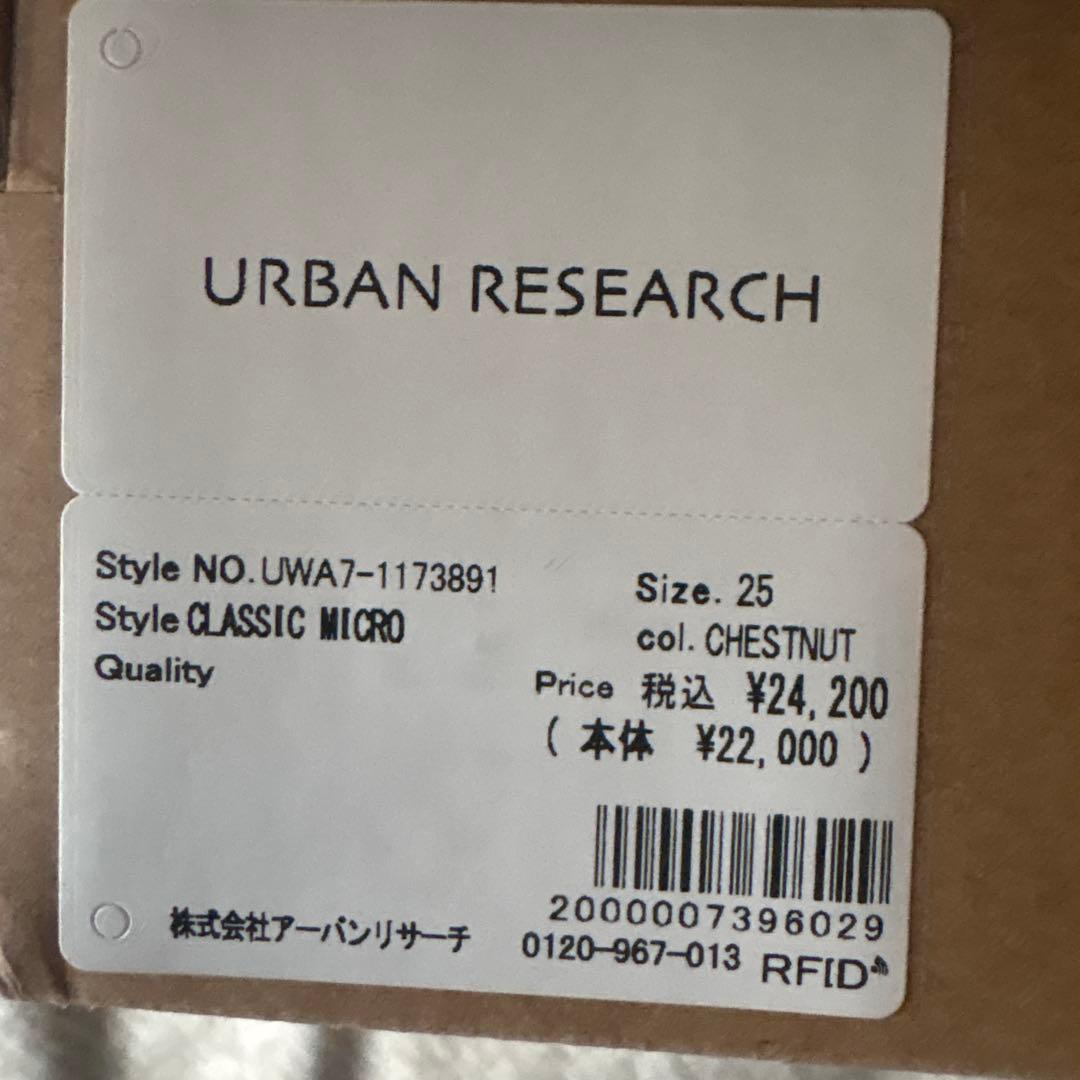 URBAN RESEARCH
Style NO.UWA7-1173891
Size. 25
Style CLASSIC MICRO
col. CHESTNUT
Quality
Price 税込 ¥24,200
( 本体 ¥22,000 )
2000007396029
株式会社アーバンリサーチ 0120-967-013 RFID